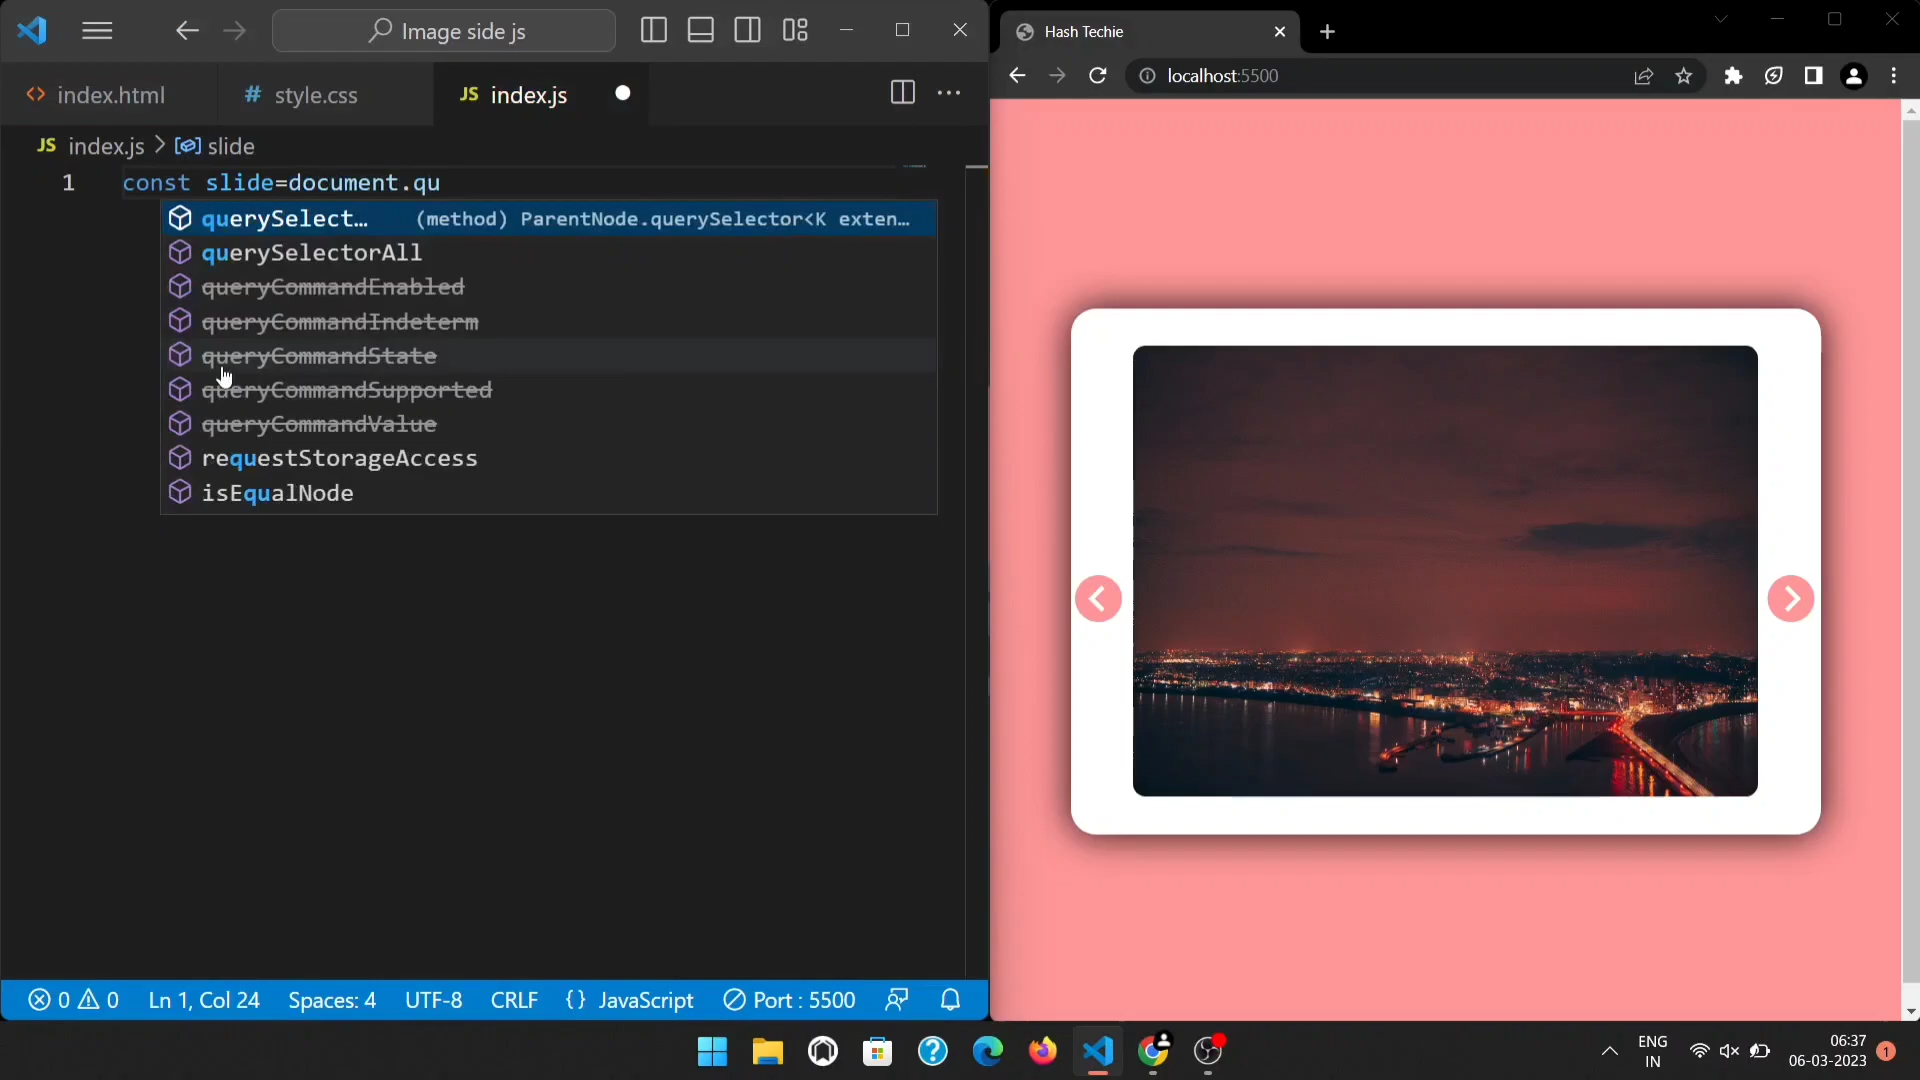 Image side js
index.html
# style.css
JS index.js
JS index.js > slide
1 const slide=document.qu
querySelect… (method) ParentNode.querySelector<K exten…
querySelectorAll
queryCommandEnabled
queryCommandIndeterm
queryCommandState
queryCommandSupported
queryCommandValue
requestStorageAccess
isEqualNode
0 0 Ln 1, Col 24 Spaces: 4 UTF-8 CRLF {} JavaScript Port : 5500
Hash Techie
localhost:5500
ENG
IN
06:37
06-03-2023
1